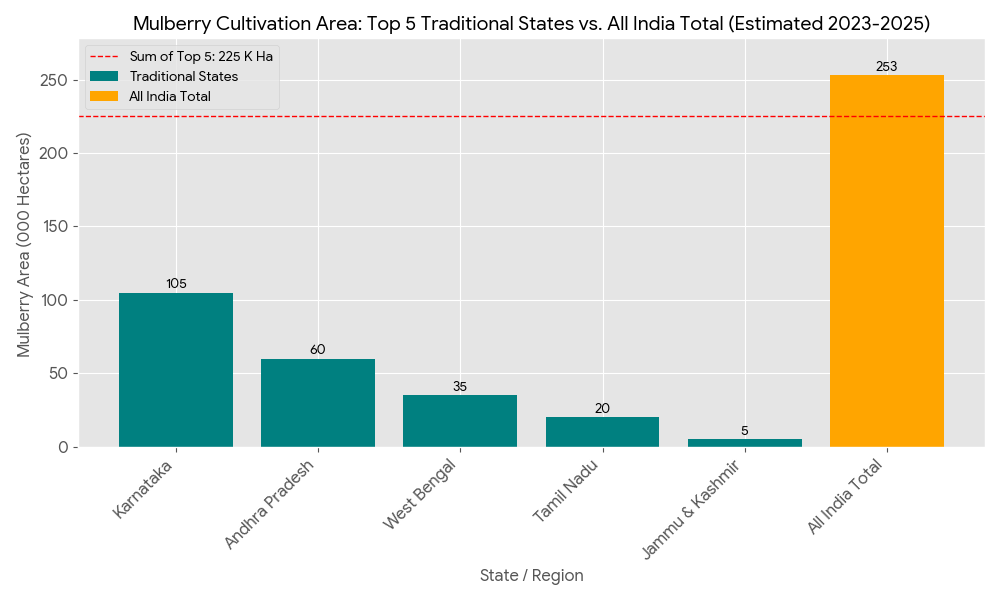 Mulberry Cultivation Area: Top 5 Traditional States vs. All India Total (Estimated 2023-2025)
Sum of Top 5: 225 K Ha
Traditional States
All India Total
Mulberry Area (000 Hectares)
250
200
150
100
50
0
105
60
35
20
5
253
Karnataka
Andhra Pradesh
West Bengal
Tamil Nadu
Jammu & Kashmir
All India Total
State / Region